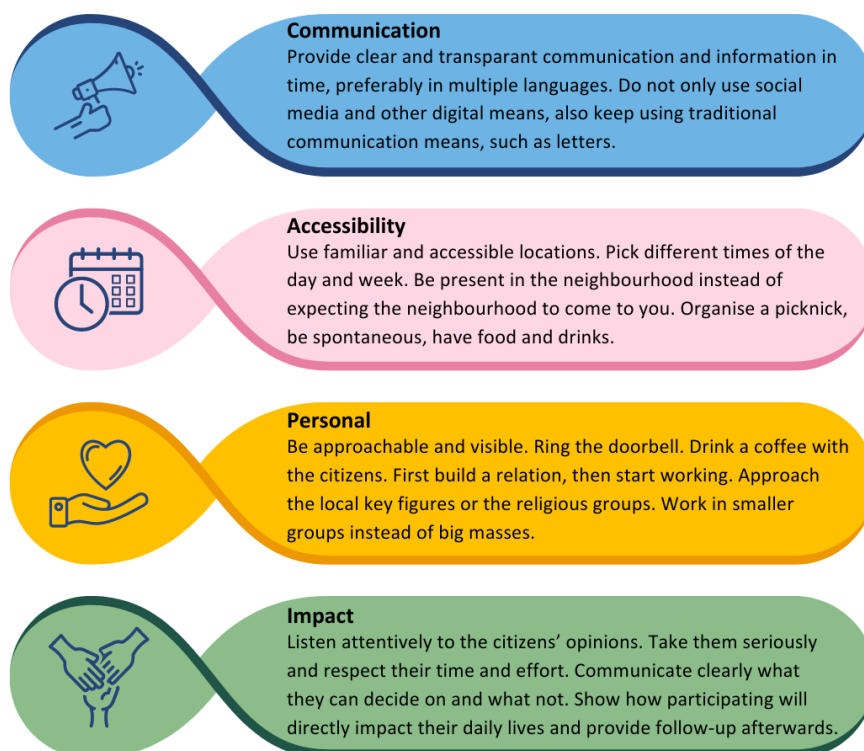 Communication
Provide clear and transparant communication and information in
time, preferably in multiple languages. Do not only use social
media and other digital means, also keep using traditional
communication means, such as letters.
Accessibility
Use familiar and accessible locations. Pick different times of the
day and week. Be present in the neighbourhood instead of
expecting the neighbourhood to come to you. Organise a picknick,
be spontaneous, have food and drinks.
Personal
Be approachable and visible. Ring the doorbell. Drink a coffee with
the citizens. First build a relation, then start working. Approach
the local key figures or the religious groups. Work in smaller
groups instead of big masses.
Impact
Listen attentively to the citizens’ opinions. Take them seriously
and respect their time and effort. Communicate clearly what
they can decide on and what not. Show how participating will
directly impact their daily lives and provide follow-up afterwards.